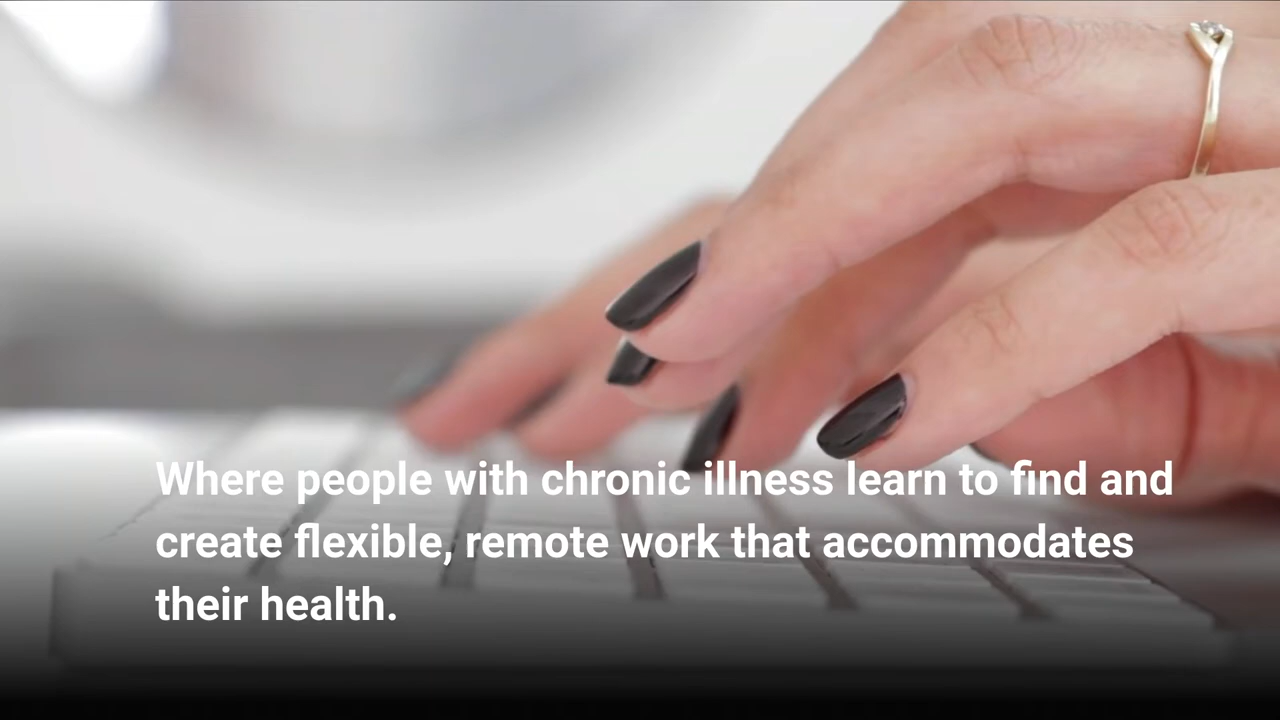 Where people with chronic illness learn to find and
create flexible, remote work that accommodates
their health.